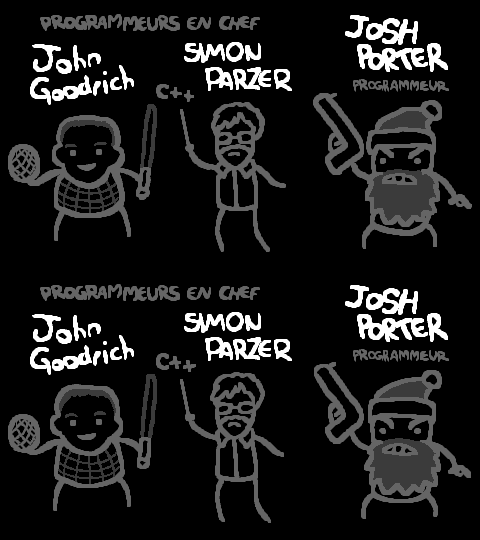 PROGRAMMEURS EN CHEF
John
Goodrich
SIMON
PARZER
C++
JOSH
PORTER
PROGRAMMEUR
PROGRAMMEURS EN CHEF
John
Goodrich
SIMON
PARZER
C++
JOSH
PORTER
PROGRAMMEUR